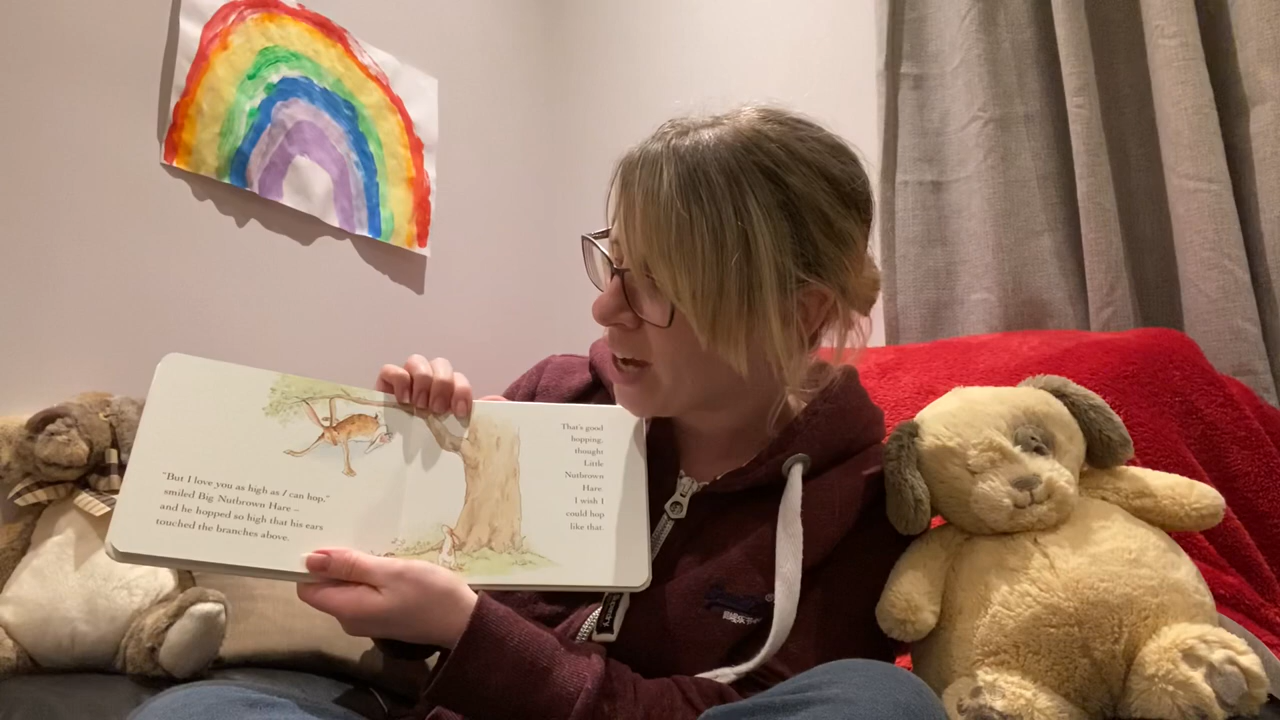 "But I love you as high as I can hop,"
smiled Big Nutbrown Hare –
and he hopped so high that his ears
touched the branches above.
That's good
hopping,
thought
Little
Nutbrown
Hare.
I wish I
could hop
like that.